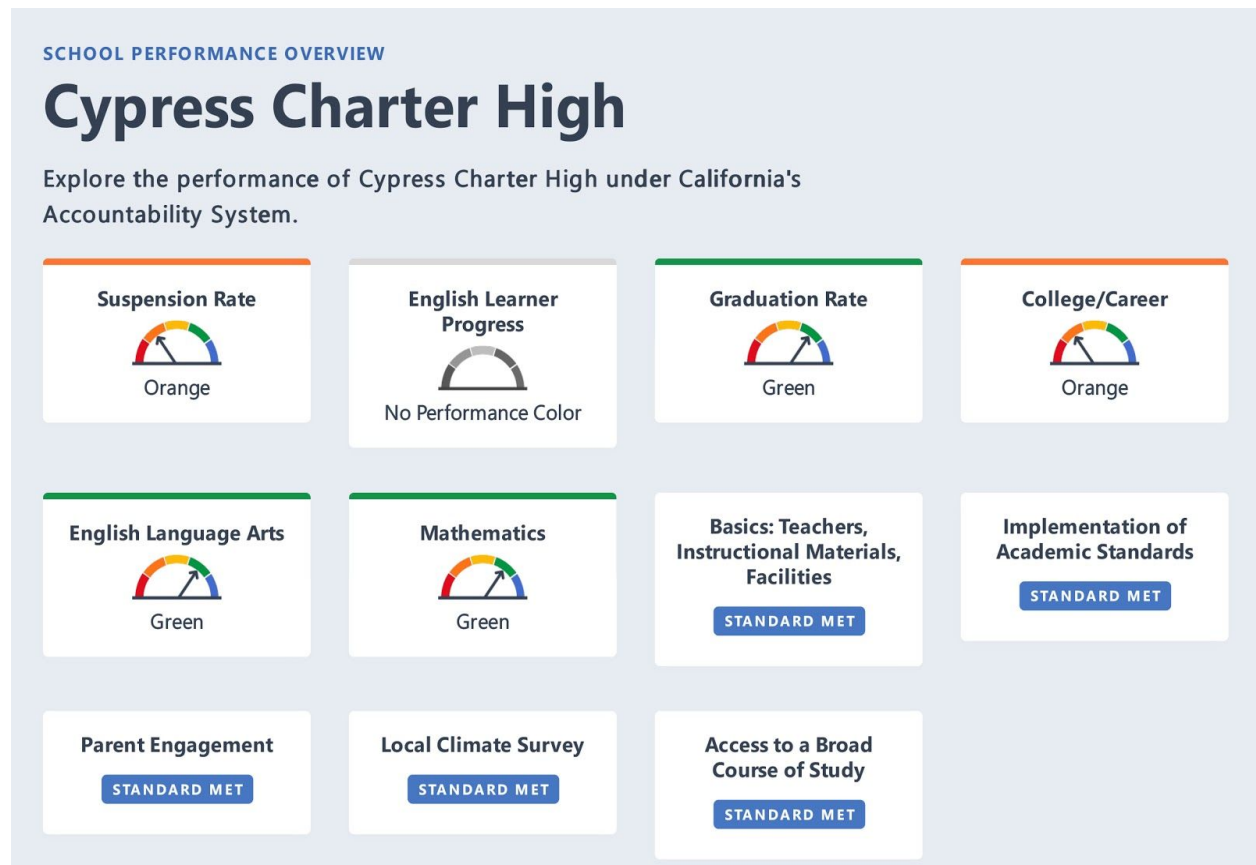 SCHOOL PERFORMANCE OVERVIEW
Cypress Charter High
Explore the performance of Cypress Charter High under California's
Accountability System.
Suspension Rate
Orange
English Learner
Progress
No Performance Color
Graduation Rate
Green
College/Career
Orange
English Language Arts
Green
Mathematics
Green
Basics: Teachers,
Instructional Materials,
Facilities
STANDARD MET
Implementation of
Academic Standards
STANDARD MET
Parent Engagement
STANDARD MET
Local Climate Survey
STANDARD MET
Access to a Broad
Course of Study
STANDARD MET